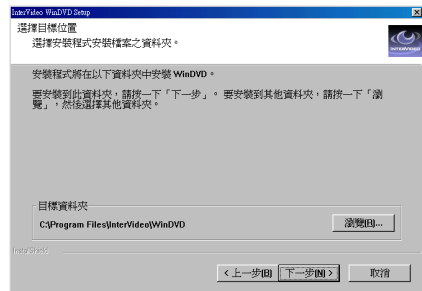 InterVideo WinDVD Setup
選擇目標位置
選擇安裝程式安裝檔案之資料夾。
INTERVIDEO
安裝程式將在以下資料夾中安裝 WinDVD。
要安裝到此資料夾,請按一下「下一步」。要安裝到其他資料夾,請按一下「瀏
覽」,然後選擇其他資料夾。
目標資料夾
C:\Program Files\InterVideo\WinDVD
瀏覽(R)...
InstallShield
< 上一步(B)
下一步(N) >
取消